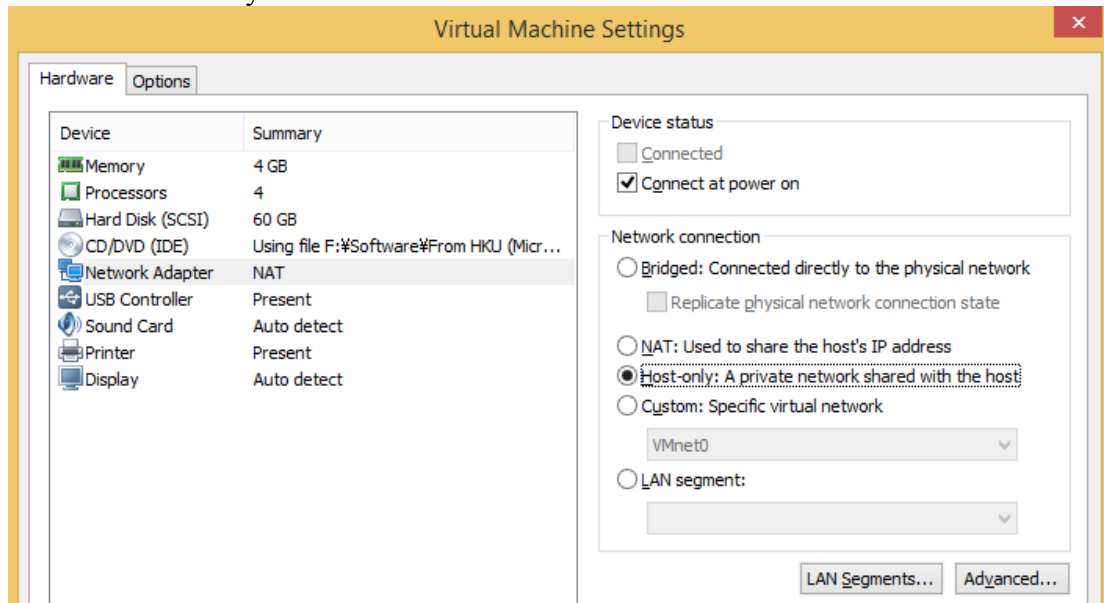 Virtual Machine Settings
Hardware Options
Device Summary
Memory 4 GB
Processors 4
Hard Disk (SCSI) 60 GB
CD/DVD (IDE) Using file F:¥Software¥From HKU (Micr...
Network Adapter NAT
USB Controller Present
Sound Card Auto detect
Printer Present
Display Auto detect
Device status
Connected
Connect at power on
Network connection
Bridged: Connected directly to the physical network
Replicate physical network connection state
NAT: Used to share the host's IP address
Host-only: A private network shared with the host
Custom: Specific virtual network
VMnet0
LAN segment:
LAN Segments... Advanced...